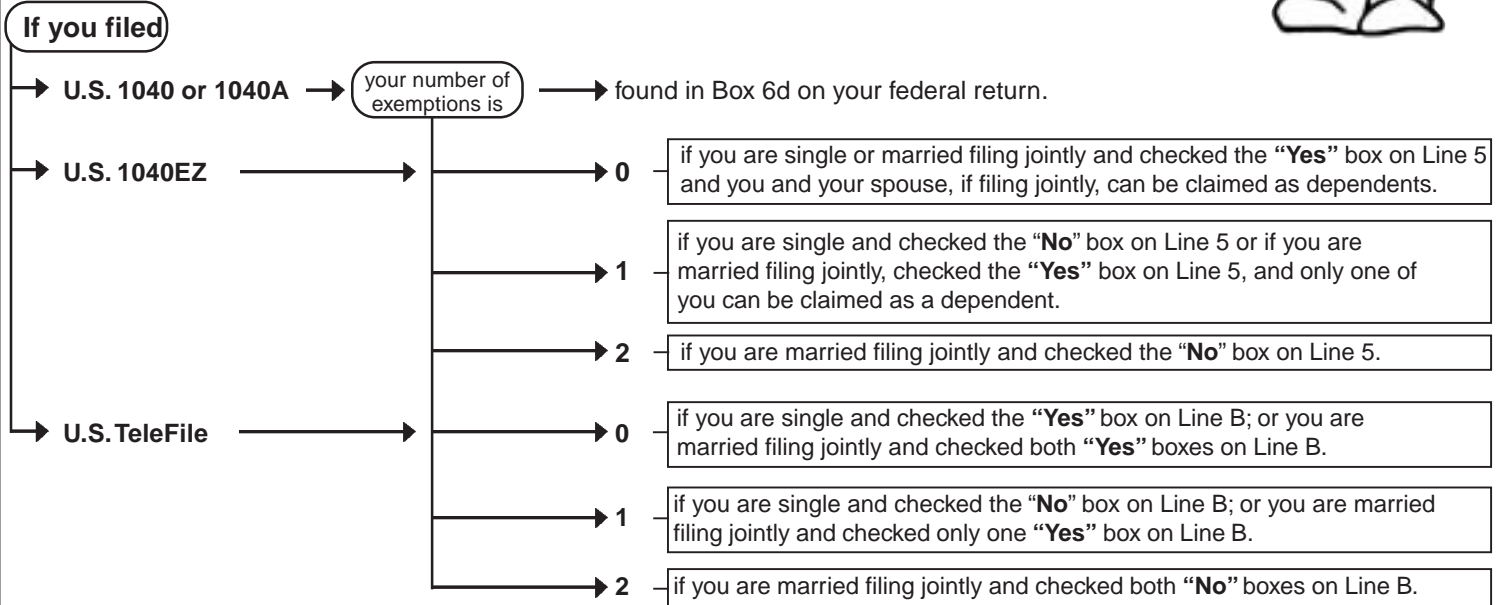 If you filed
U.S. 1040 or 1040A
your number of
exemptions is
found in Box 6d on your federal return.
U.S. 1040EZ
0
if you are single or married filing jointly and checked the “Yes” box on Line 5
and you and your spouse, if filing jointly, can be claimed as dependents.
1
if you are single and checked the “No” box on Line 5 or if you are
married filing jointly, checked the “Yes” box on Line 5, and only one of
you can be claimed as a dependent.
2
if you are married filing jointly and checked the “No” box on Line 5.
U.S. TeleFile
0
if you are single and checked the “Yes” box on Line B; or you are
married filing jointly and checked both “Yes” boxes on Line B.
1
if you are single and checked the “No” box on Line B; or you are married
filing jointly and checked only one “Yes” box on Line B.
2
if you are married filing jointly and checked both “No” boxes on Line B.